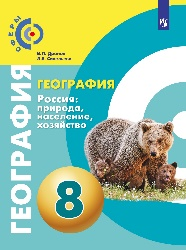 ГЕОГРАФИЯ
СФЕРЫ
В.П. Дронов
Л.Е. Савельева
ГЕОГРАФИЯ
Россия:
природа,
население,
хозяйство
8